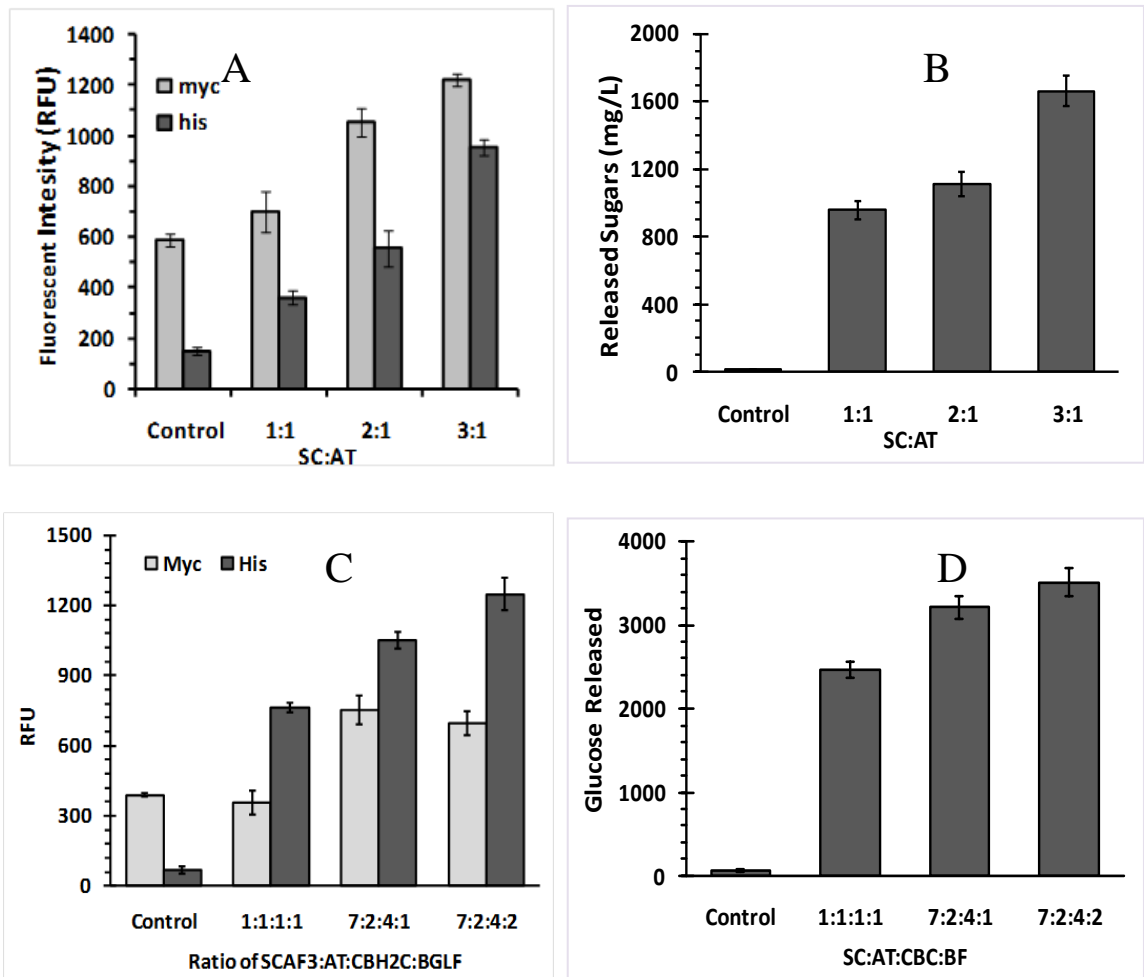 1400
1200
1000
800
600
400
200
0
Fluorescent Intesity (RFU)
A
myc
his
Control 1:1 2:1 3:1
SC:AT
2000
1600
1200
800
400
0
Released Sugars (mg/L)
B
Control 1:1 2:1 3:1
SC:AT
1500
1200
900
600
300
0
RFU
Myc His
C
Control 1:1:1:1 7:2:4:1 7:2:4:2
Ratio of SCAF3:AT:CBH2C:BGLF
4000
3000
2000
1000
0
Glucose Released
D
Control 1:1:1:1 7:2:4:1 7:2:4:2
SC:AT:CBC:BF